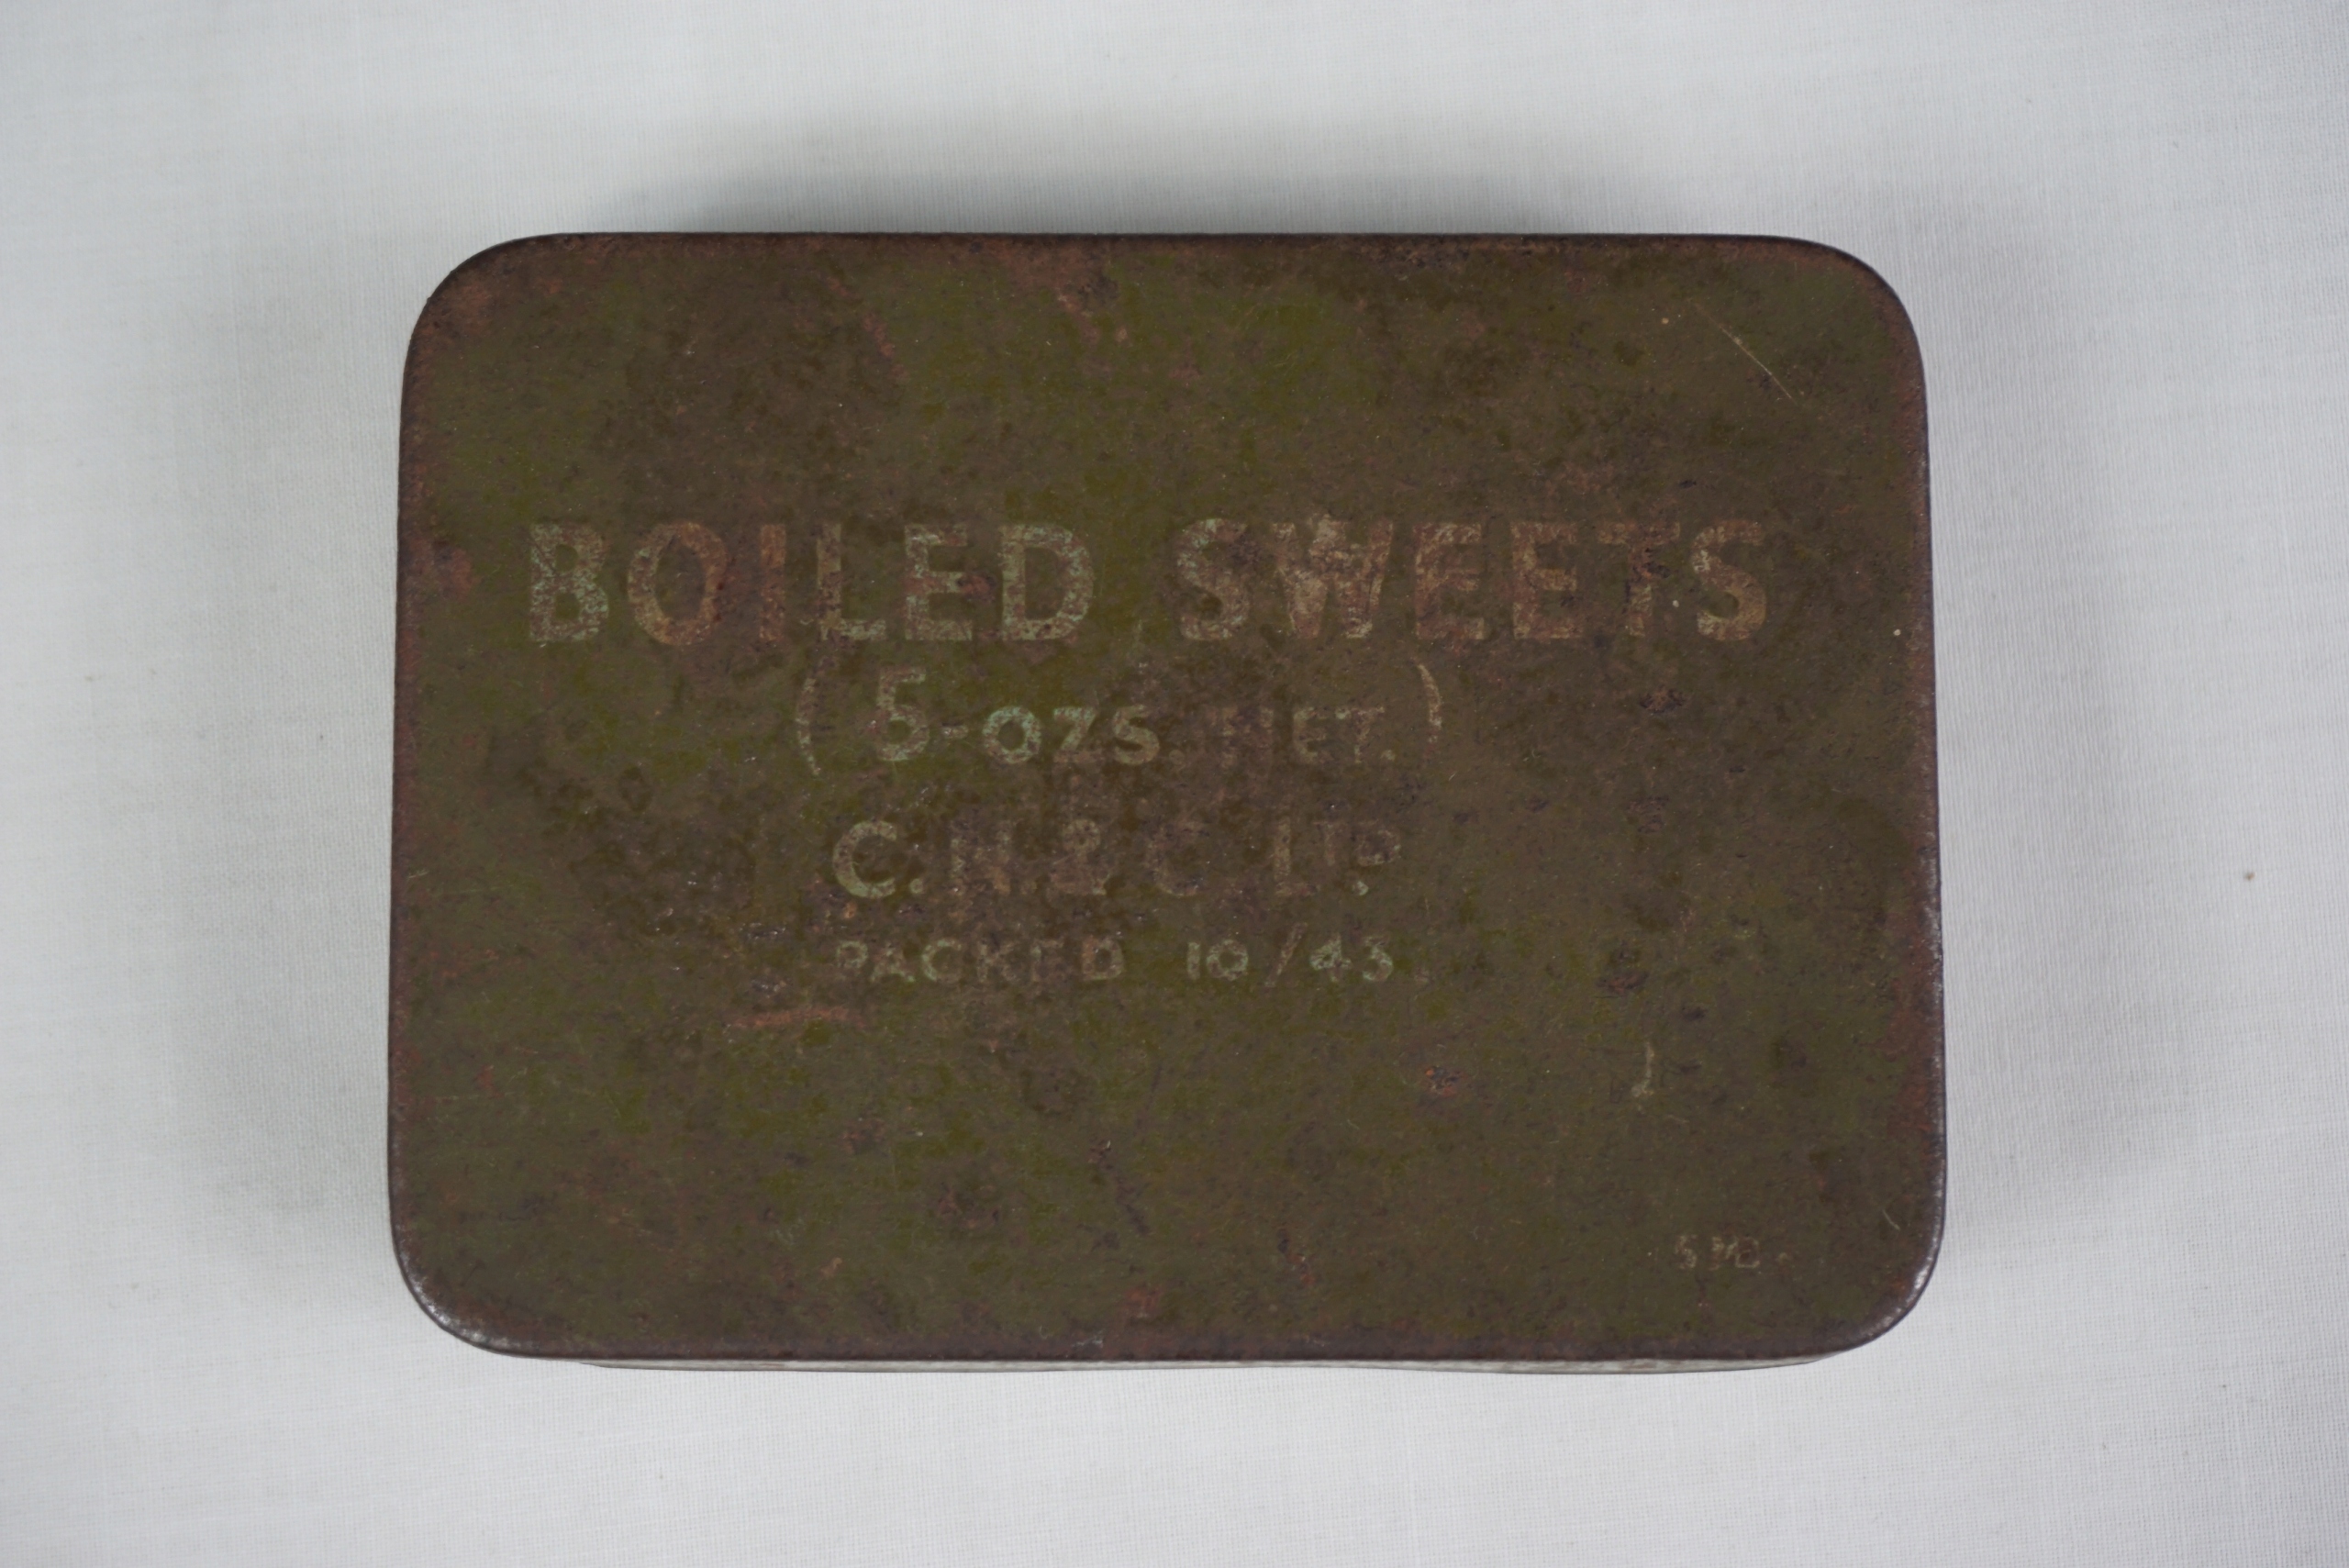 BOILED SWEETS
(5-OZS. NET.)
C.N.&C LTD
PACKED 10/43.